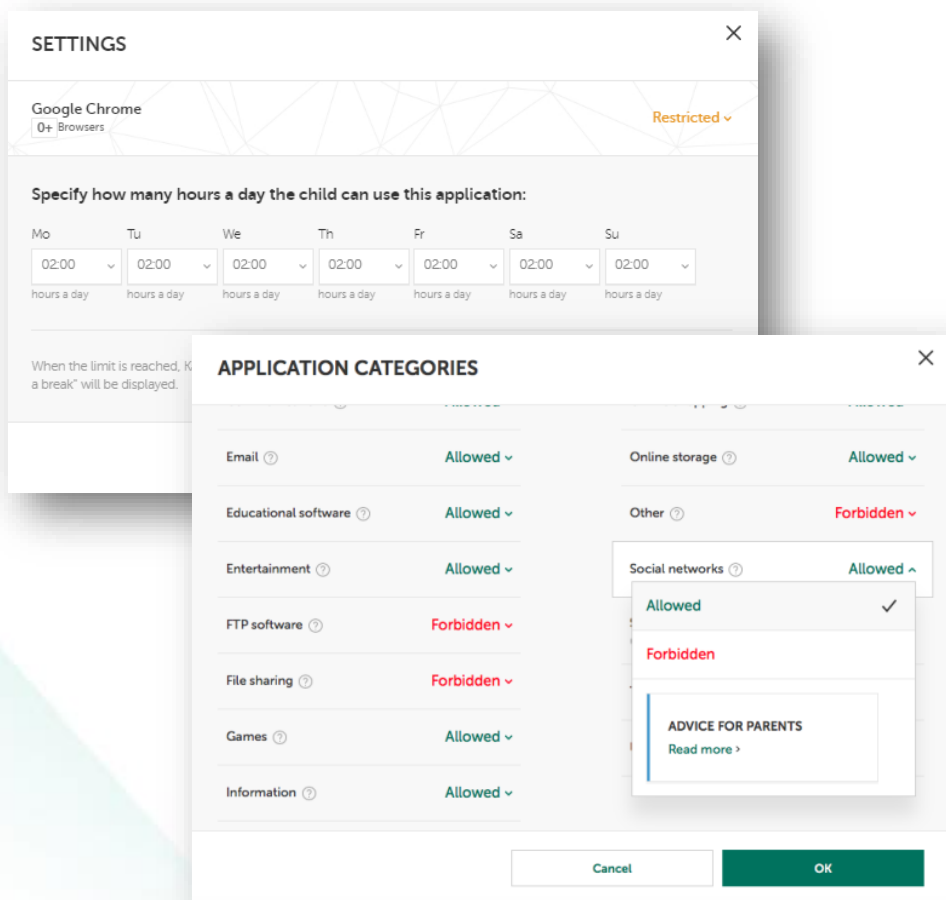 SETTINGS
Google Chrome
0+ Browsers
Restricted
Specify how many hours a day the child can use this application:
Mo Tu We Th Fr Sa Su
02:00 02:00 02:00 02:00 02:00 02:00 02:00
hours a day hours a day hours a day hours a day hours a day hours a day hours a day
When the limit is reached,
a break" will be displayed.
APPLICATION CATEGORIES
Email Allowed
Online storage Allowed
Educational software Allowed
Other Forbidden
Entertainment Allowed
Social networks Allowed
Allowed
FTP software Forbidden
Forbidden
File sharing Forbidden
ADVICE FOR PARENTS
Games Allowed
Read more ›
Information Allowed
Cancel OK